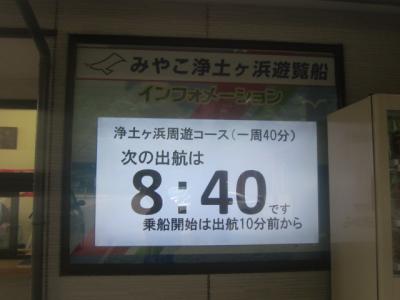 みやこ浄土ヶ浜遊覧船
インフォメーション
浄土ヶ浜周遊コース(一周40分)
次の出航は
8:40です
乗船開始は出航10分前から